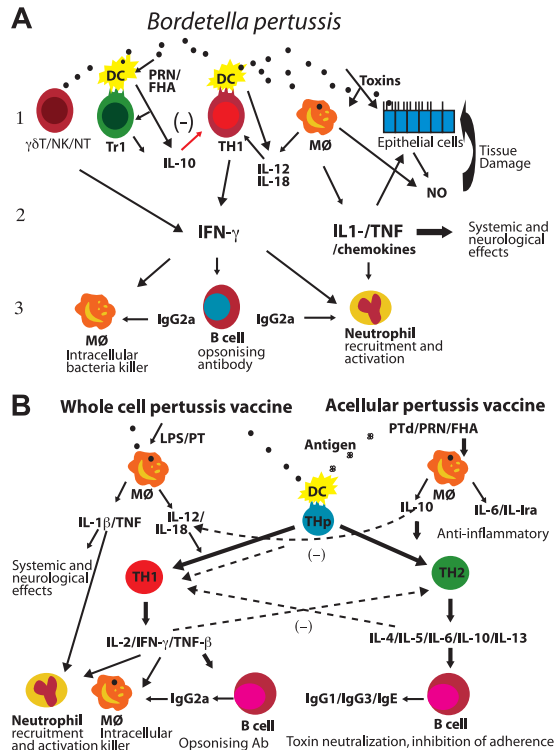 A
Bordetella pertussis
DC
PRN/
FHA
DC
Toxins
1
(–)
γδT/NK/NT
Tr1
IL-10
TH1
IL-12
IL-18
MØ
Epithelial cells
NO
Tissue
Damage
2
IFN-γ
IL1-/TNF
/chemokines
Systemic and
neurological
effects
3
MØ
Intracellular
bacteria killer
IgG2a
B cell
opsonising
antibody
IgG2a
Neutrophil
recruitment and
activation
B
Whole cell pertussis vaccine
Acellular pertussis vaccine
LPS/PT
Antigen
PTd/PRN/FHA
MØ
DC
MØ
IL-1β/TNF
IL-12/
IL-18
THp
IL-10
IL-6/IL-Ira
Anti-inflammatory
(–)
Systemic and
neurological
effects
TH1
TH2
(–)
IL-2/IFN-γ/TNF-β
IL-4/IL-5/IL-6/IL-10/IL-13
Neutrophil
recruitment
and activation
MØ
Intracellular
killer
IgG2a
B cell
Opsonising Ab
IgG1/IgG3/IgE
B cell
Toxin neutralization, inhibition of adherence